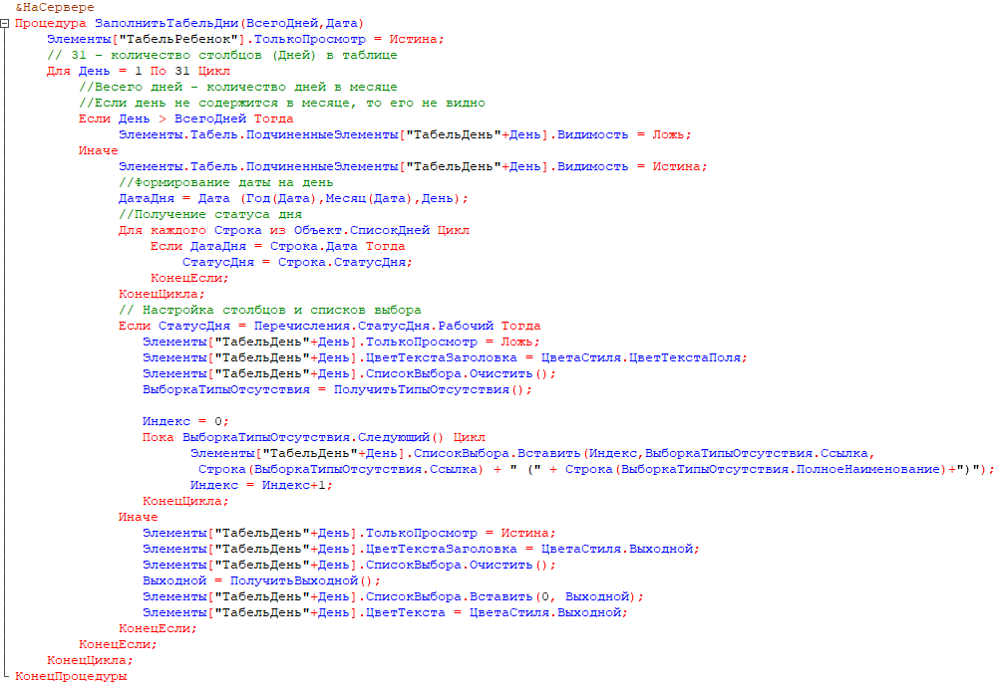 &НаСервере
Процедура ЗаполнитьТабельДни(ВсегоДней,Дата)
Элементы["ТабельРебенок"].ТолькоПросмотр = Истина;
// 31 - количество столбцов (Дней) в таблице
Для День = 1 По 31 Цикл
//Весего дней - количество дней в месяце
//Если день не содержится в месяце, то его не видно
Если День > ВсегоДней Тогда
Элементы.Табель.ПодчиненныеЭлементы["ТабельДень"+День].Видимость = Ложь;
Иначе
Элементы.Табель.ПодчиненныеЭлементы["ТабельДень"+День].Видимость = Истина;
//Формирование даты на день
ДатаДня = Дата (Год(Дата),Месяц(Дата),День);
//Получение статуса дня
Для каждого Строка из Объект.СписокДней Цикл
Если ДатаДня = Строка.Дата Тогда
СтатусДня = Строка.СтатусДня;
КонецЕсли;
КонецЦикла;
// Настройка столбцов и списков выбора
Если СтатусДня = Перечисления.СтатусДня.Рабочий Тогда
Элементы["ТабельДень"+День].ТолькоПросмотр = Ложь;
Элементы["ТабельДень"+День].ЦветТекстаЗаголовка = ЦветаСтиля.ЦветТекстаПоля;
Элементы["ТабельДень"+День].СписокВыбора.Очистить();
ВыборкаТипыОтсутствия = ПолучитьТипыОтсутствия();
Индекс = 0;
Пока ВыборкаТипыОтсутствия.Следующий() Цикл
Элементы["ТабельДень"+День].СписокВыбора.Вставить(Индекс,ВыборкаТипыОтсутствия.Ссылка,
Строка(ВыборкаТипыОтсутствия.Ссылка) + " (" + Строка(ВыборкаТипыОтсутствия.ПолноеНаименование)+")");
Индекс = Индекс+1;
КонецЦикла;
Иначе
Элементы["ТабельДень"+День].ТолькоПросмотр = Истина;
Элементы["ТабельДень"+День].ЦветТекстаЗаголовка = ЦветаСтиля.Выходной;
Элементы["ТабельДень"+День].СписокВыбора.Очистить();
Выходной = ПолучитьВыходной();
Элементы["ТабельДень"+День].СписокВыбора.Вставить(0, Выходной);
Элементы["ТабельДень"+День].ЦветТекста = ЦветаСтиля.Выходной;
КонецЕсли;
КонецЕсли;
КонецЦикла;
КонецПроцедуры